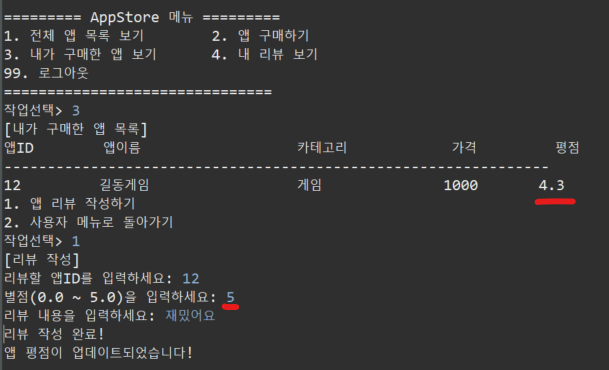 ========= AppStore 메뉴 =========
1. 전체 앱 목록 보기 2. 앱 구매하기
3. 내가 구매한 앱 보기 4. 내 리뷰 보기
99. 로그아웃
===============================
작업선택> 3
[내가 구매한 앱 목록]
앱ID 앱이름 카테고리 가격 평점
---------------------------------------------------------------
12 길동게임 게임 1000 4.3
1. 앱 리뷰 작성하기
2. 사용자 메뉴로 돌아가기
작업선택> 1
[리뷰 작성]
리뷰할 앱ID를 입력하세요: 12
별점(0.0 ~ 5.0)을 입력하세요: 5
리뷰 내용을 입력하세요: 재밌어요
리뷰 작성 완료!
앱 평점이 업데이트되었습니다!